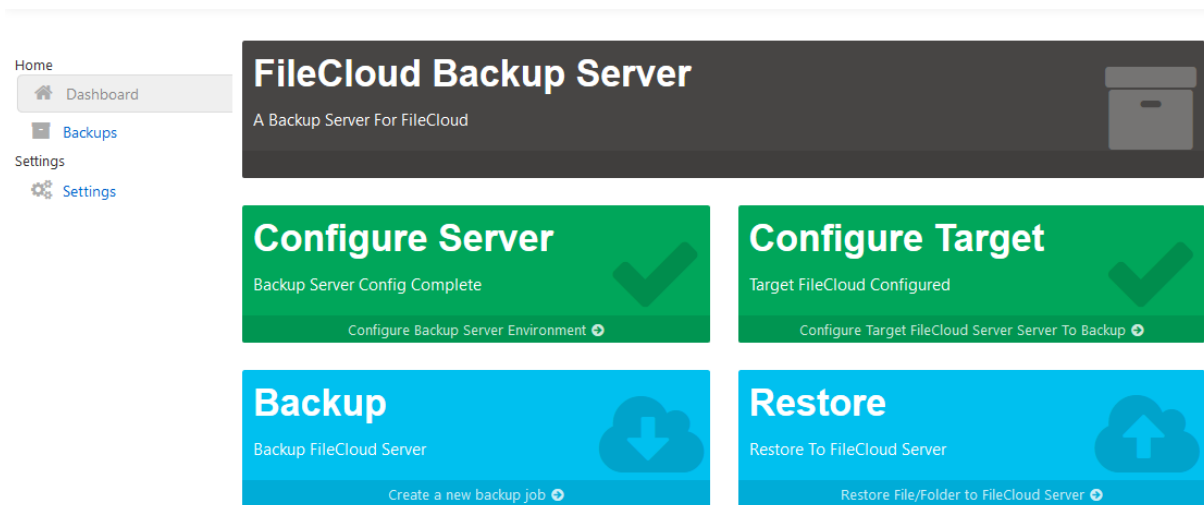 Home
Dashboard
Backups
Settings
Settings
FileCloud Backup Server
A Backup Server For FileCloud
Configure Server
Backup Server Config Complete
Configure Backup Server Environment
Configure Target
Target FileCloud Configured
Configure Target FileCloud Server Server To Backup
Backup
Backup FileCloud Server
Create a new backup job
Restore
Restore To FileCloud Server
Restore File/Folder to FileCloud Server